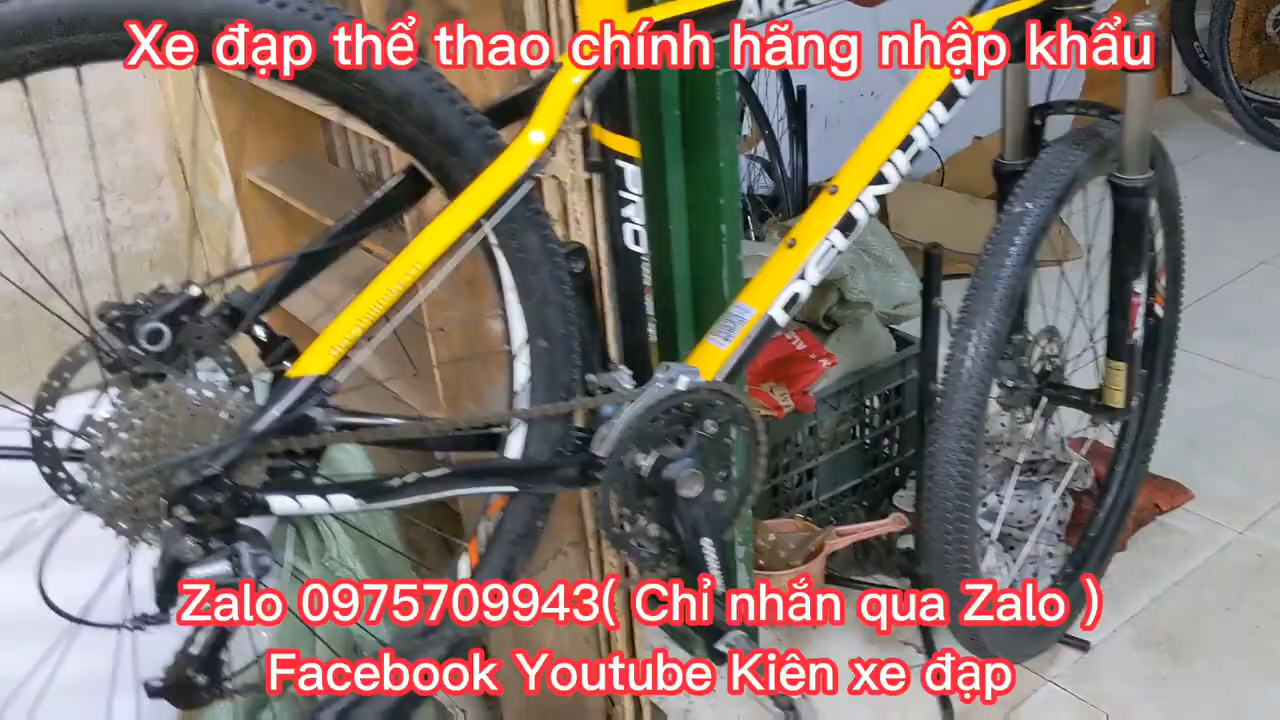 Xe đạp thể thao chính hãng nhập khẩu
PRO
Zalo 0975709943( Chỉ nhắn qua Zalo )
Facebook Youtube Kiên xe đạp